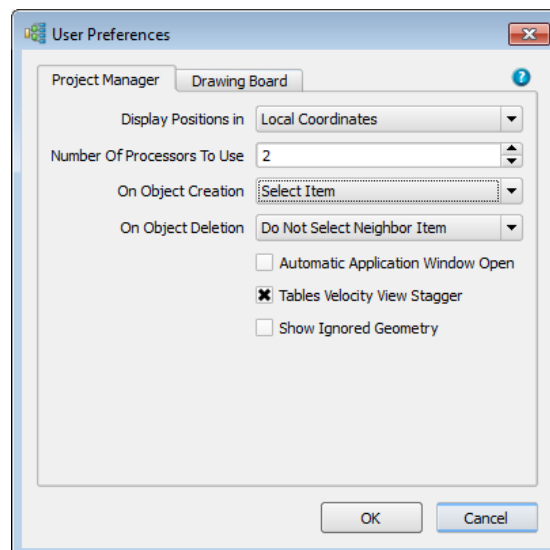 User Preferences
Project Manager
Drawing Board
?
Display Positions in Local Coordinates
Number Of Processors To Use 2
On Object Creation Select Item
On Object Deletion Do Not Select Neighbor Item
Automatic Application Window Open
Tables Velocity View Stagger
Show Ignored Geometry
OK Cancel